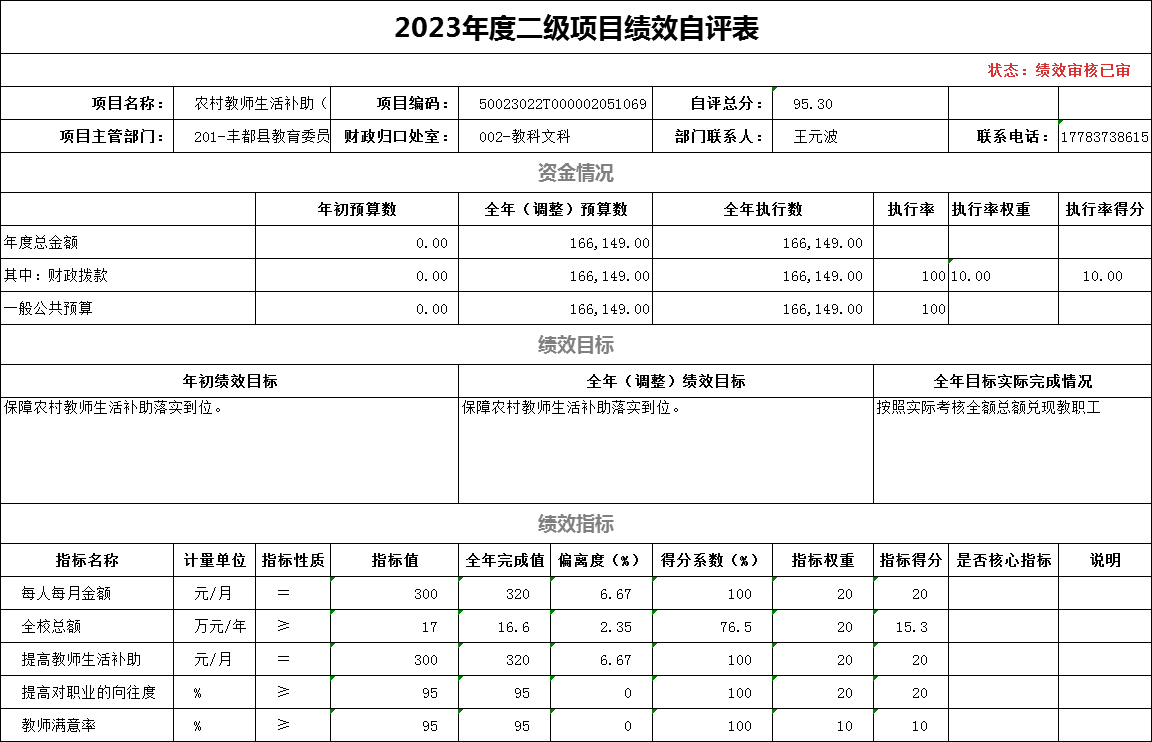 2023年度二级项目绩效自评表
状态：绩效审核已审
项目名称： 农村教师生活补助（ 项目编码： 50023022T000002051069 自评总分： 95.30
项目主管部门： 201-丰都县教育委员 财政归口处室： 002-教科文科 部门联系人： 王元波 联系电话： 17783738615
资金情况
年初预算数 全年（调整）预算数 全年执行数 执行率 执行率权重 执行率得分
年度总金额 0.00 166,149.00 166,149.00
其中：财政拨款 0.00 166,149.00 166,149.00 100 10.00 10.00
一般公共预算 0.00 166,149.00 166,149.00 100
绩效目标
年初绩效目标 全年（调整）绩效目标 全年目标实际完成情况
保障农村教师生活补助落实到位。 保障农村教师生活补助落实到位。 按照实际考核全额总额兑现教职工
绩效指标
指标名称 计量单位 指标性质 指标值 全年完成值 偏离度（%） 得分系数（%） 指标权重 指标得分 是否核心指标 说明
每人每月金额 元/月 ＝ 300 320 6.67 100 20 20
全校总额 万元/年 ≥ 17 16.6 2.35 76.5 20 15.3
提高教师生活补助 元/月 ＝ 300 320 6.67 100 20 20
提高对职业的向往度 % ≥ 95 95 0 100 20 20
教师满意率 % ≥ 95 95 0 100 10 10